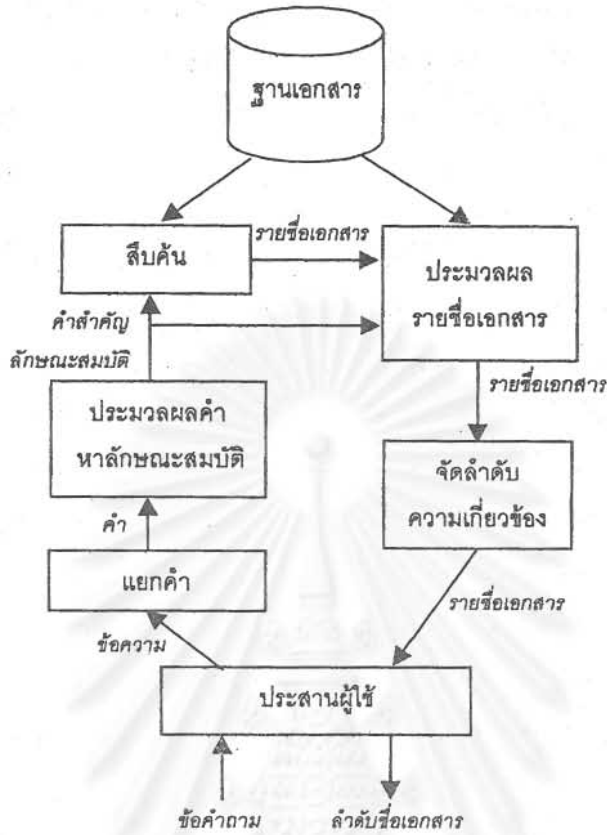 ฐานเอกสาร
สืบค้น
รายชื่อเอกสาร
ประมวลผล
รายชื่อเอกสาร
คำสำคัญ
ลักษณะสมบัติ
รายชื่อเอกสาร
ประมวลผลคำ
หาลักษณะสมบัติ
จัดลำดับ
ความเกี่ยวข้อง
คำ
แยกคำ
รายชื่อเอกสาร
ข้อความ
ประสานผู้ใช้
ข้อคำถาม
ลำดับชื่อเอกสาร